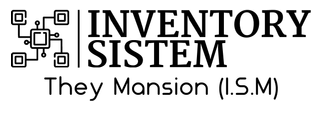 INVENTORY
SISTEM
They Mansion (I.S.M)